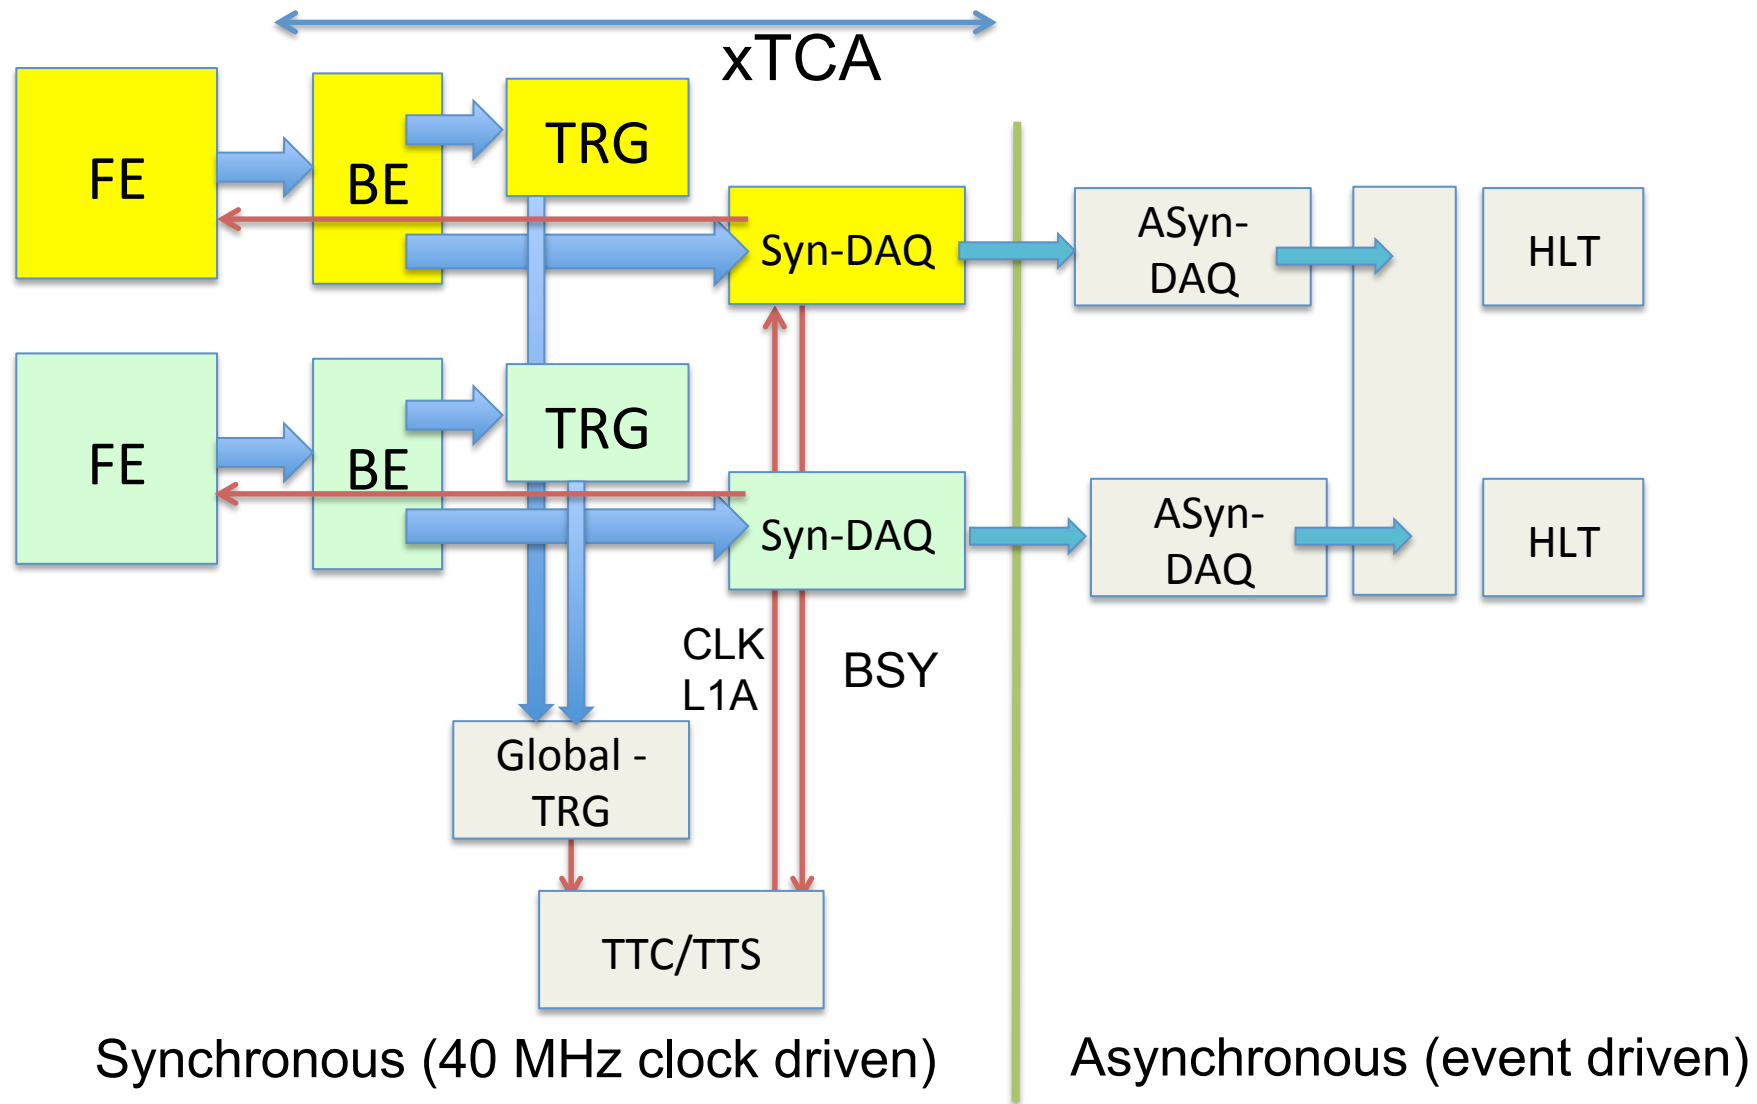 xTCA
FE
BE
TRG
Syn-DAQ
ASyn-
DAQ
HLT
FE
BE
TRG
Syn-DAQ
ASyn-
DAQ
HLT
CLK
L1A
BSY
Global -
TRG
TTC/TTS
Synchronous (40 MHz clock driven)
Asynchronous (event driven)